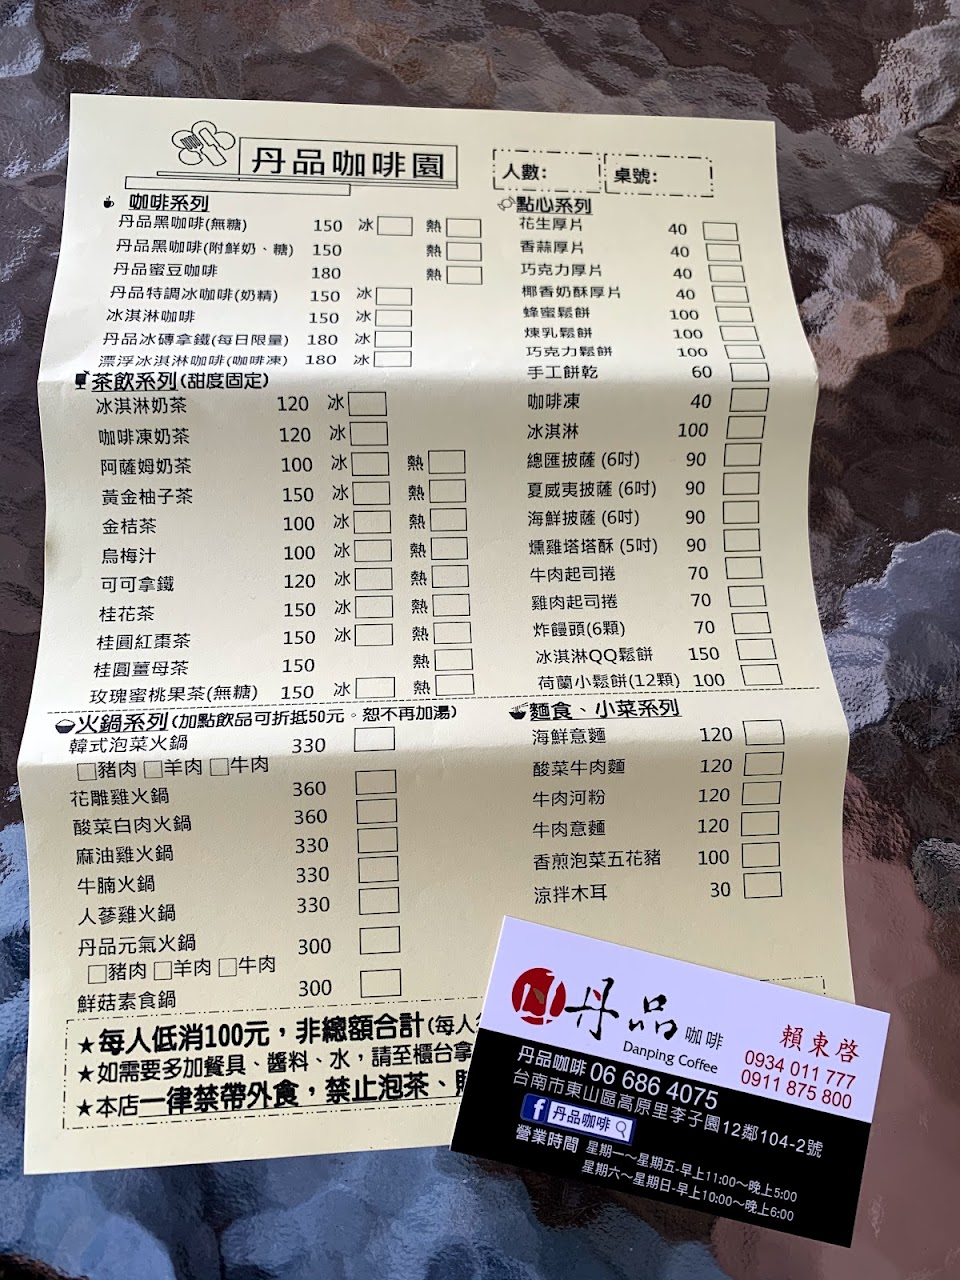 丹品咖啡園
人數:
桌號:
咖啡系列
丹品黑咖啡(無糖) 150 冰 熱
丹品黑咖啡(附鮮奶、糖) 150 熱
丹品蜜豆咖啡 180 熱
丹品特調冰咖啡(奶精) 150 冰
冰淇淋咖啡 150 冰
丹品冰磚拿鐵(每日限量) 180 冰
漂浮冰淇淋咖啡(咖啡凍) 180 冰
茶飲系列(甜度固定)
冰淇淋奶茶 120 冰
咖啡凍奶茶 120 冰
阿薩姆奶茶 100 冰 熱
黃金柚子茶 150 冰 熱
金桔茶 100 冰 熱
烏梅汁 100 冰 熱
可可拿鐵 120 冰 熱
桂花茶 150 冰 熱
桂圓紅棗茶 150 冰 熱
桂圓薑母茶 150 熱
玫瑰蜜桃果茶(無糖) 150 冰 熱
點心系列
花生厚片 40
香蒜厚片 40
巧克力厚片 40
椰香奶酥厚片 40
蜂蜜鬆餅 100
煉乳鬆餅 100
巧克力鬆餅 100
手工餅乾 60
咖啡凍 40
冰淇淋 100
總匯披薩 (6吋) 90
夏威夷披薩 (6吋) 90
海鮮披薩 (6吋) 90
燻雞塔塔酥 (5吋) 90
牛肉起司捲 70
雞肉起司捲 70
炸饅頭(6顆) 70
冰淇淋QQ鬆餅 150
荷蘭小鬆餅(12顆) 100
火鍋系列(加點飲品可折抵50元。恕不再加湯)
韓式泡菜火鍋 330
豬肉 羊肉 牛肉
花雕雞火鍋 360
酸菜白肉火鍋 360
麻油雞火鍋 330
牛腩火鍋 330
人蔘雞火鍋 330
丹品元氣火鍋 300
豬肉 羊肉 牛肉
鮮菇素食鍋 300
麵食、小菜系列
海鮮意麵 120
酸菜牛肉麵 120
牛肉河粉 120
牛肉意麵 120
香煎泡菜五花豬 100
涼拌木耳 30
★每人低消100元，非總額合計(每人
★如需要多加餐具、醬料、水，請至櫃台拿
★本店一律禁帶外食，禁止泡茶、
丹品咖啡
Danping Coffee
賴東啓
0934 011 777
0911 875 800
丹品咖啡 06 686 4075
台南市東山區高原里李子園12鄰104-2號
f 丹品咖啡
營業時間 星期一～星期五-早上11:00～晚上5:00
星期六～星期日-早上10:00～晚上6:00